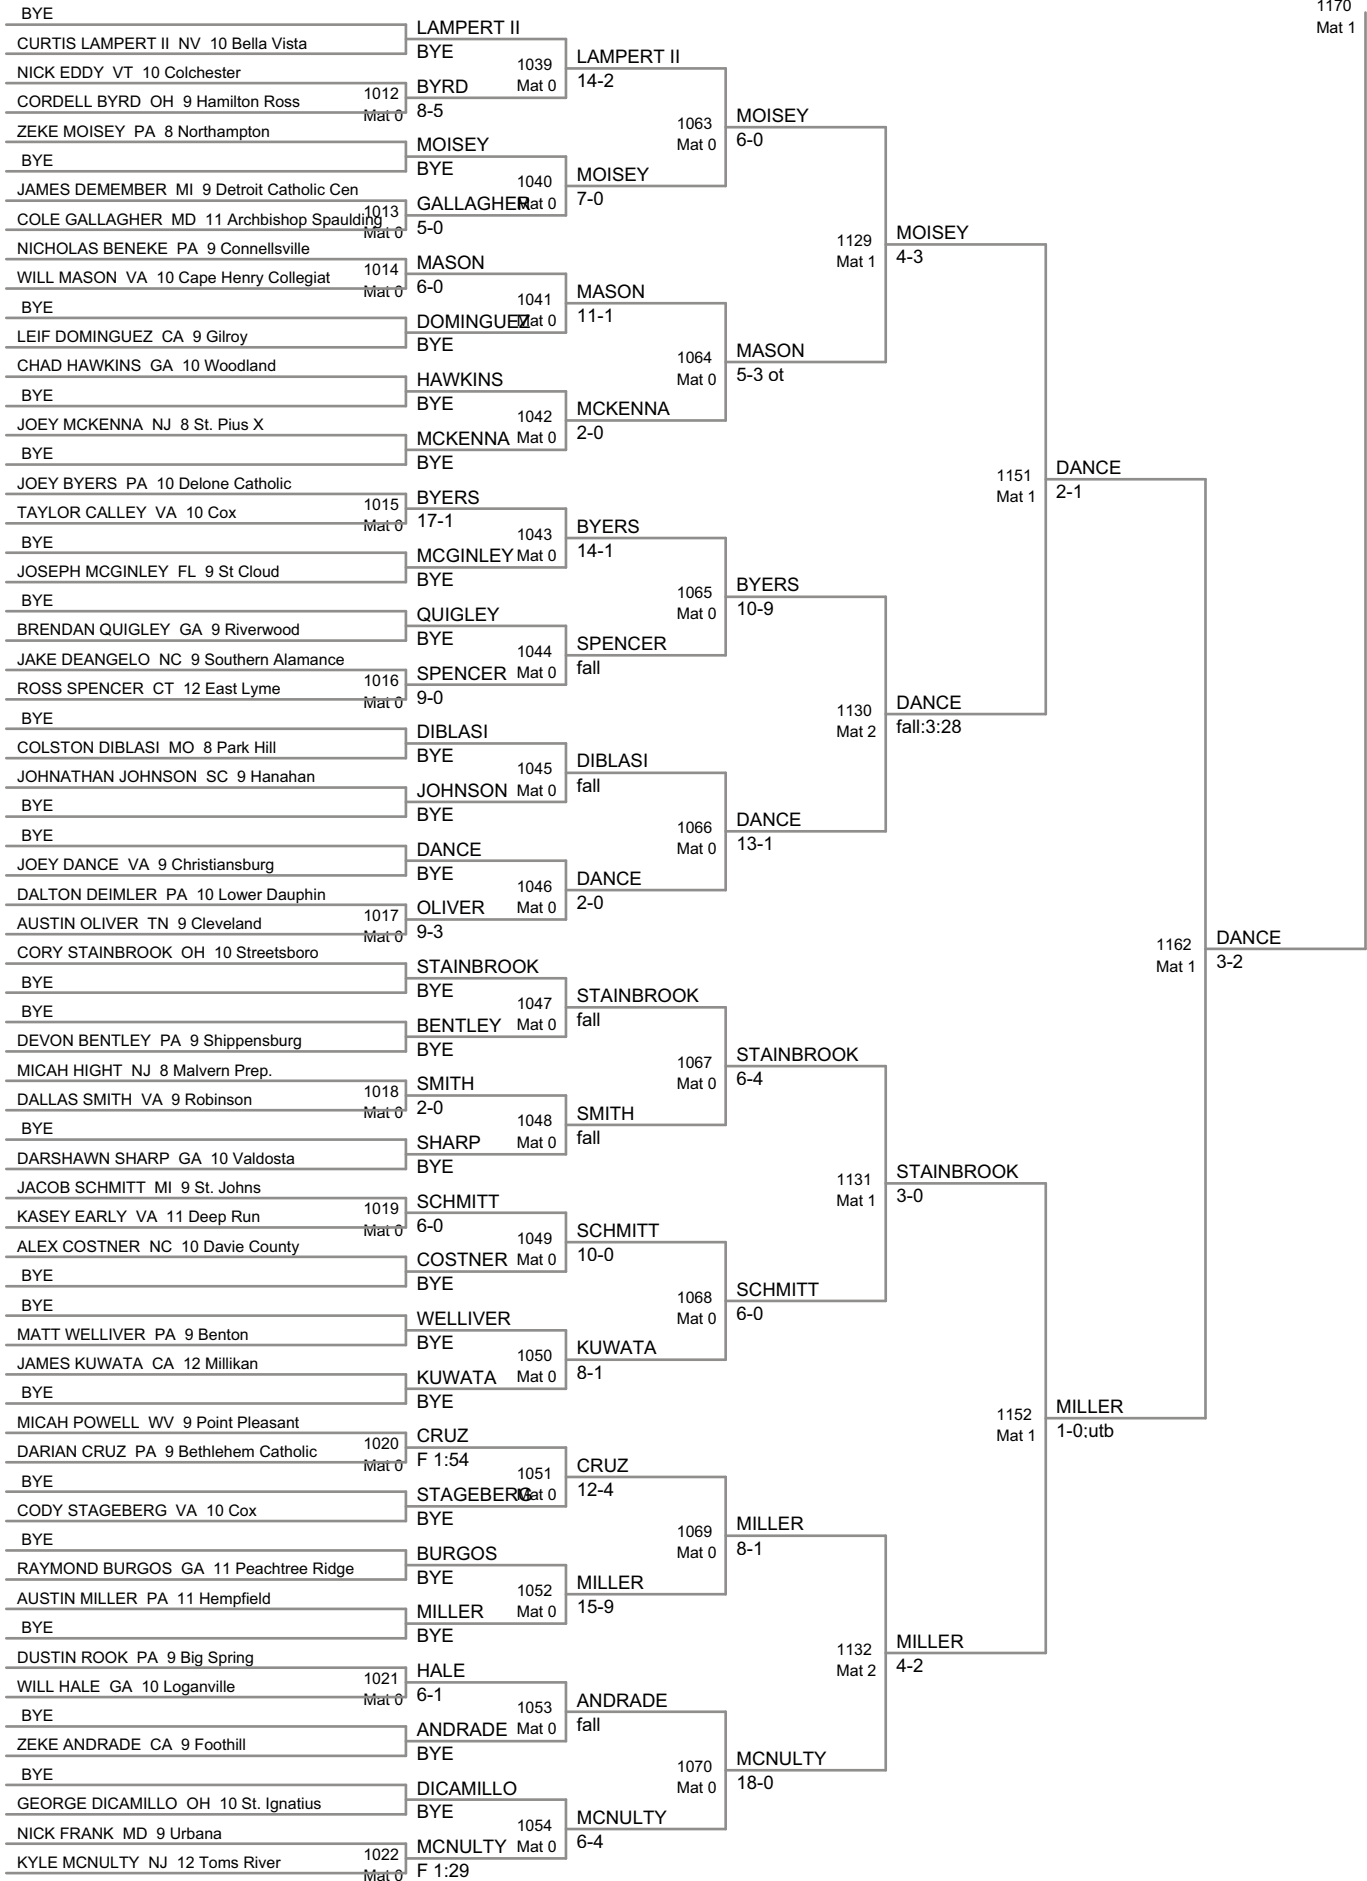 BYE
CURTIS LAMPERT II NV 10 Bella Vista
NICK EDDY VT 10 Colchester
CORDELL BYRD OH 9 Hamilton Ross
ZEKE MOISEY PA 8 Northampton
BYE
JAMES DEMEMBER MI 9 Detroit Catholic Cen
COLE GALLAGHER MD 11 Archbishop Spaulding
NICHOLAS BENEKE PA 9 Connellsville
WILL MASON VA 10 Cape Henry Collegiat
BYE
LEIF DOMINGUEZ CA 9 Gilroy
CHAD HAWKINS GA 10 Woodland
BYE
JOEY MCKENNA NJ 8 St. Pius X
BYE
JOEY BYERS PA 10 Delone Catholic
TAYLOR CALLEY VA 10 Cox
BYE
JOSEPH MCGINLEY FL 9 St Cloud
BYE
BRENDAN QUIGLEY GA 9 Riverwood
JAKE DEANGELO NC 9 Southern Alamance
ROSS SPENCER CT 12 East Lyme
BYE
COLSTON DIBLASI MO 8 Park Hill
JOHNATHAN JOHNSON SC 9 Hanahan
BYE
BYE
JOEY DANCE VA 9 Christiansburg
DALTON DEIMLER PA 10 Lower Dauphin
AUSTIN OLIVER TN 9 Cleveland
CORY STAINBROOK OH 10 Streetsboro
BYE
BYE
DEVON BENTLEY PA 9 Shippensburg
MICAH HIGHT NJ 8 Malvern Prep.
DALLAS SMITH VA 9 Robinson
BYE
DARSHAWN SHARP GA 10 Valdosta
JACOB SCHMITT MI 9 St. Johns
KASEY EARLY VA 11 Deep Run
ALEX COSTNER NC 10 Davie County
BYE
BYE
MATT WELLIVER PA 9 Benton
JAMES KUWATA CA 12 Millikan
BYE
MICAH POWELL WV 9 Point Pleasant
DARIAN CRUZ PA 9 Bethlehem Catholic
BYE
CODY STAGEBERG VA 10 Cox
BYE
RAYMOND BURGOS GA 11 Peachtree Ridge
AUSTIN MILLER PA 11 Hempfield
BYE
DUSTIN ROOK PA 9 Big Spring
WILL HALE GA 10 Loganville
BYE
ZEKE ANDRADE CA 9 Foothill
BYE
GEORGE DICAMILLO OH 10 St. Ignatius
NICK FRANK MD 9 Urbana
KYLE MCNULTY NJ 12 Toms River
1012
Mat 0
1013
Mat 0
1014
Mat 0
1015
Mat 0
1016
Mat 0
1017
Mat 0
1018
Mat 0
1019
Mat 0
1020
Mat 0
1021
Mat 0
1022
Mat 0
LAMPERT II
BYE
BYRD
8-5
MOISEY
BYE
GALLAGHER
5-0
MASON
6-0
DOMINGUEZ
BYE
HAWKINS
BYE
MCKENNA
BYE
BYERS
17-1
MCGINLEY
BYE
QUIGLEY
BYE
SPENCER
9-0
DIBLASI
BYE
JOHNSON
BYE
DANCE
BYE
OLIVER
9-3
STAINBROOK
BYE
BENTLEY
BYE
SMITH
2-0
SHARP
BYE
SCHMITT
6-0
COSTNER
BYE
WELLIVER
BYE
KUWATA
BYE
CRUZ
F 1:54
STAGEBERG
BYE
BURGOS
BYE
MILLER
BYE
HALE
6-1
ANDRADE
BYE
DICAMILLO
BYE
MCNULTY
F 1:29
1039
Mat 0
1040
Mat 0
1041
Mat 0
1042
Mat 0
1043
Mat 0
1044
Mat 0
1045
Mat 0
1046
Mat 0
1047
Mat 0
1048
Mat 0
1049
Mat 0
1050
Mat 0
1051
Mat 0
1052
Mat 0
1053
Mat 0
1054
Mat 0
LAMPERT II
14-2
MOISEY
7-0
MASON
11-1
MCKENNA
2-0
BYERS
14-1
SPENCER
fall
DIBLASI
fall
DANCE
2-0
STAINBROOK
fall
SMITH
fall
SCHMITT
10-0
KUWATA
8-1
CRUZ
12-4
MILLER
15-9
ANDRADE
fall
MCNULTY
6-4
1063
Mat 0
1064
Mat 0
1065
Mat 0
1066
Mat 0
1067
Mat 0
1068
Mat 0
1069
Mat 0
1070
Mat 0
MOISEY
6-0
MASON
5-3 ot
BYERS
10-9
DANCE
13-1
STAINBROOK
6-4
SCHMITT
6-0
MILLER
8-1
MCNULTY
18-0
1129
Mat 1
1130
Mat 2
1131
Mat 1
1132
Mat 2
MOISEY
4-3
DANCE
fall:3:28
STAINBROOK
3-0
MILLER
4-2
1151
Mat 1
1152
Mat 1
DANCE
2-1
MILLER
1-0:utb
1162
Mat 1
DANCE
3-2
1170
Mat 1